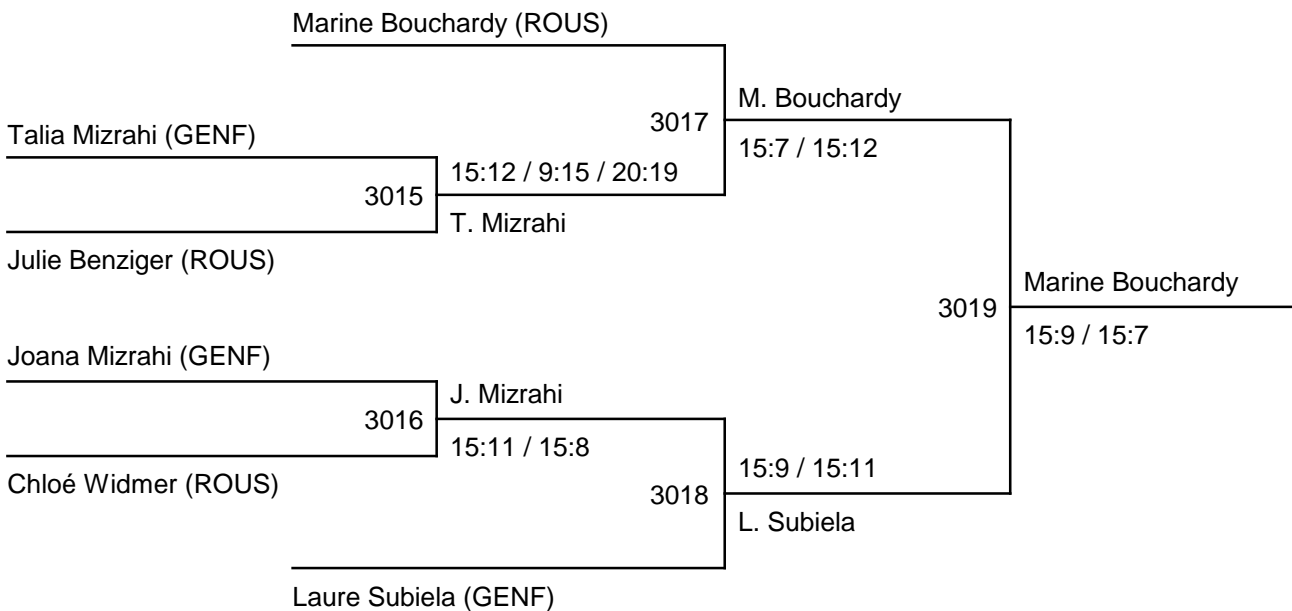 Marine Bouchardy (ROUS)
M. Bouchardy
3017
Talia Mizrahi (GENF)
15:7 / 15:12
15:12 / 9:15 / 20:19
3015
T. Mizrahi
Julie Benziger (ROUS)
Marine Bouchardy
3019
15:9 / 15:7
Joana Mizrahi (GENF)
J. Mizrahi
3016
15:11 / 15:8
15:9 / 15:11
Chloé Widmer (ROUS)
3018
L. Subiela
Laure Subiela (GENF)